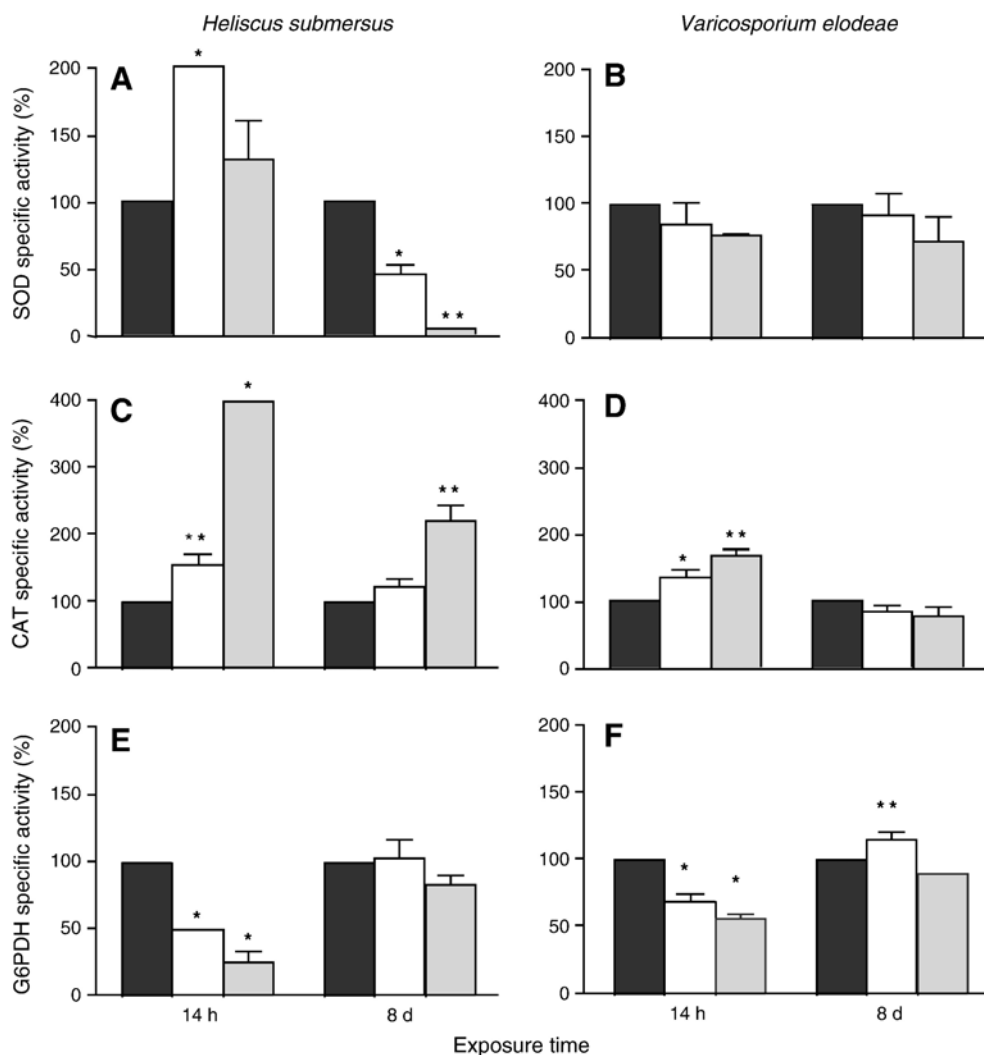 Heliscus submersus
Varicosporium elodeae
A
B
SOD specific activity (%)
200
150
100
50
0
*
*
* *
200
150
100
50
0
C
D
CAT specific activity (%)
400
300
200
100
0
* *
*
* *
400
300
200
100
0
*
* *
E
F
G6PDH specific activity (%)
200
150
100
50
0
*
*
200
150
100
50
0
*
*
* *
14 h
8 d
14 h
8 d
Exposure time